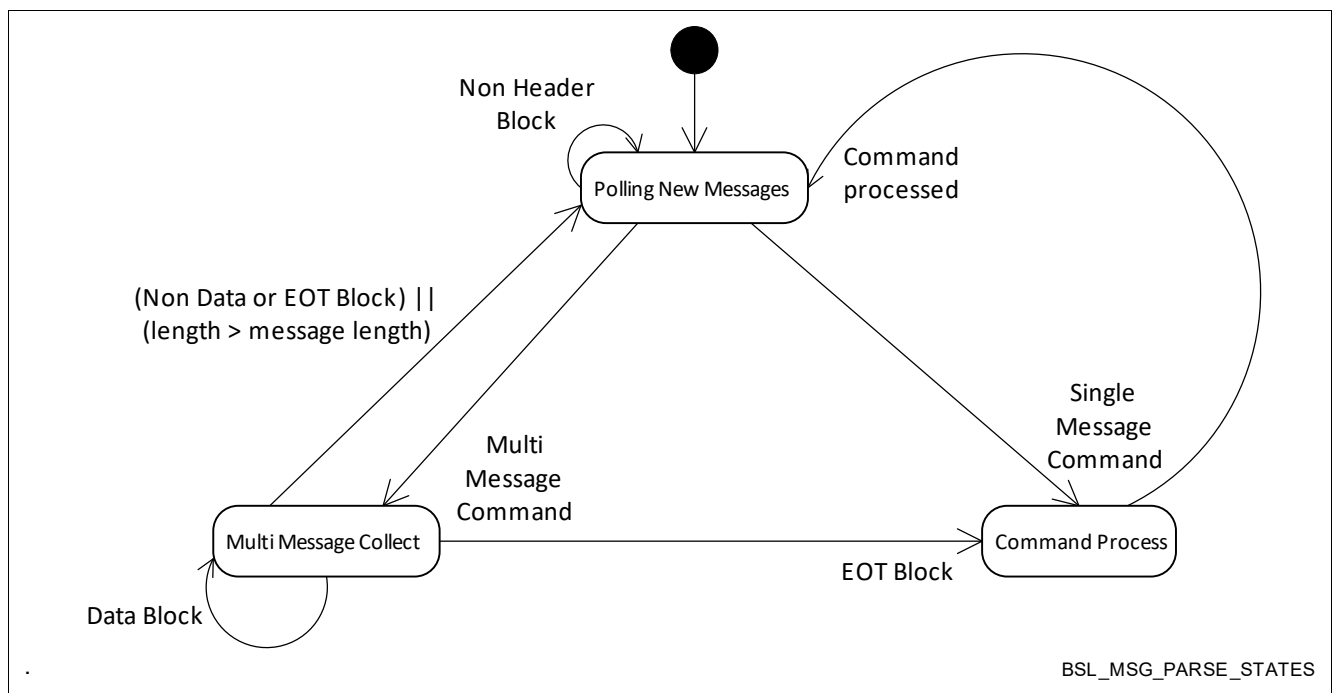 Non Header
Block
Polling New Messages
Command
processed
(Non Data or EOT Block) ||
(length > message length)
Single
Message
Command
Multi
Message
Command
Multi Message Collect
Command Process
EOT Block
Data Block
.
BSL_MSG_PARSE_STATES